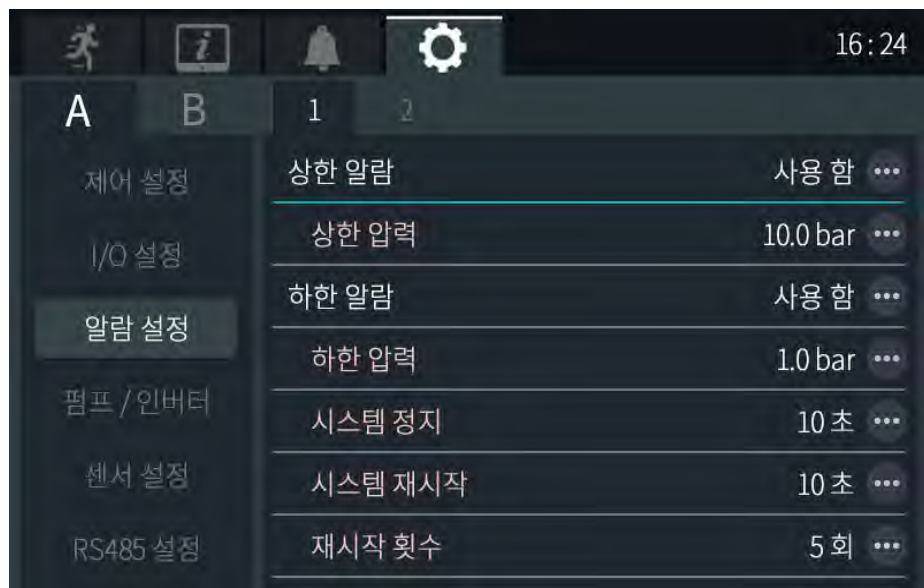 16:24
A B 1 2
제어 설정
I/O 설정
알람 설정
펌프 / 인버터
센서 설정
RS485 설정
상한 알람 사용 함
상한 압력 10.0 bar
하한 알람 사용 함
하한 압력 1.0 bar
시스템 정지 10 초
시스템 재시작 10 초
재시작 횟수 5 회